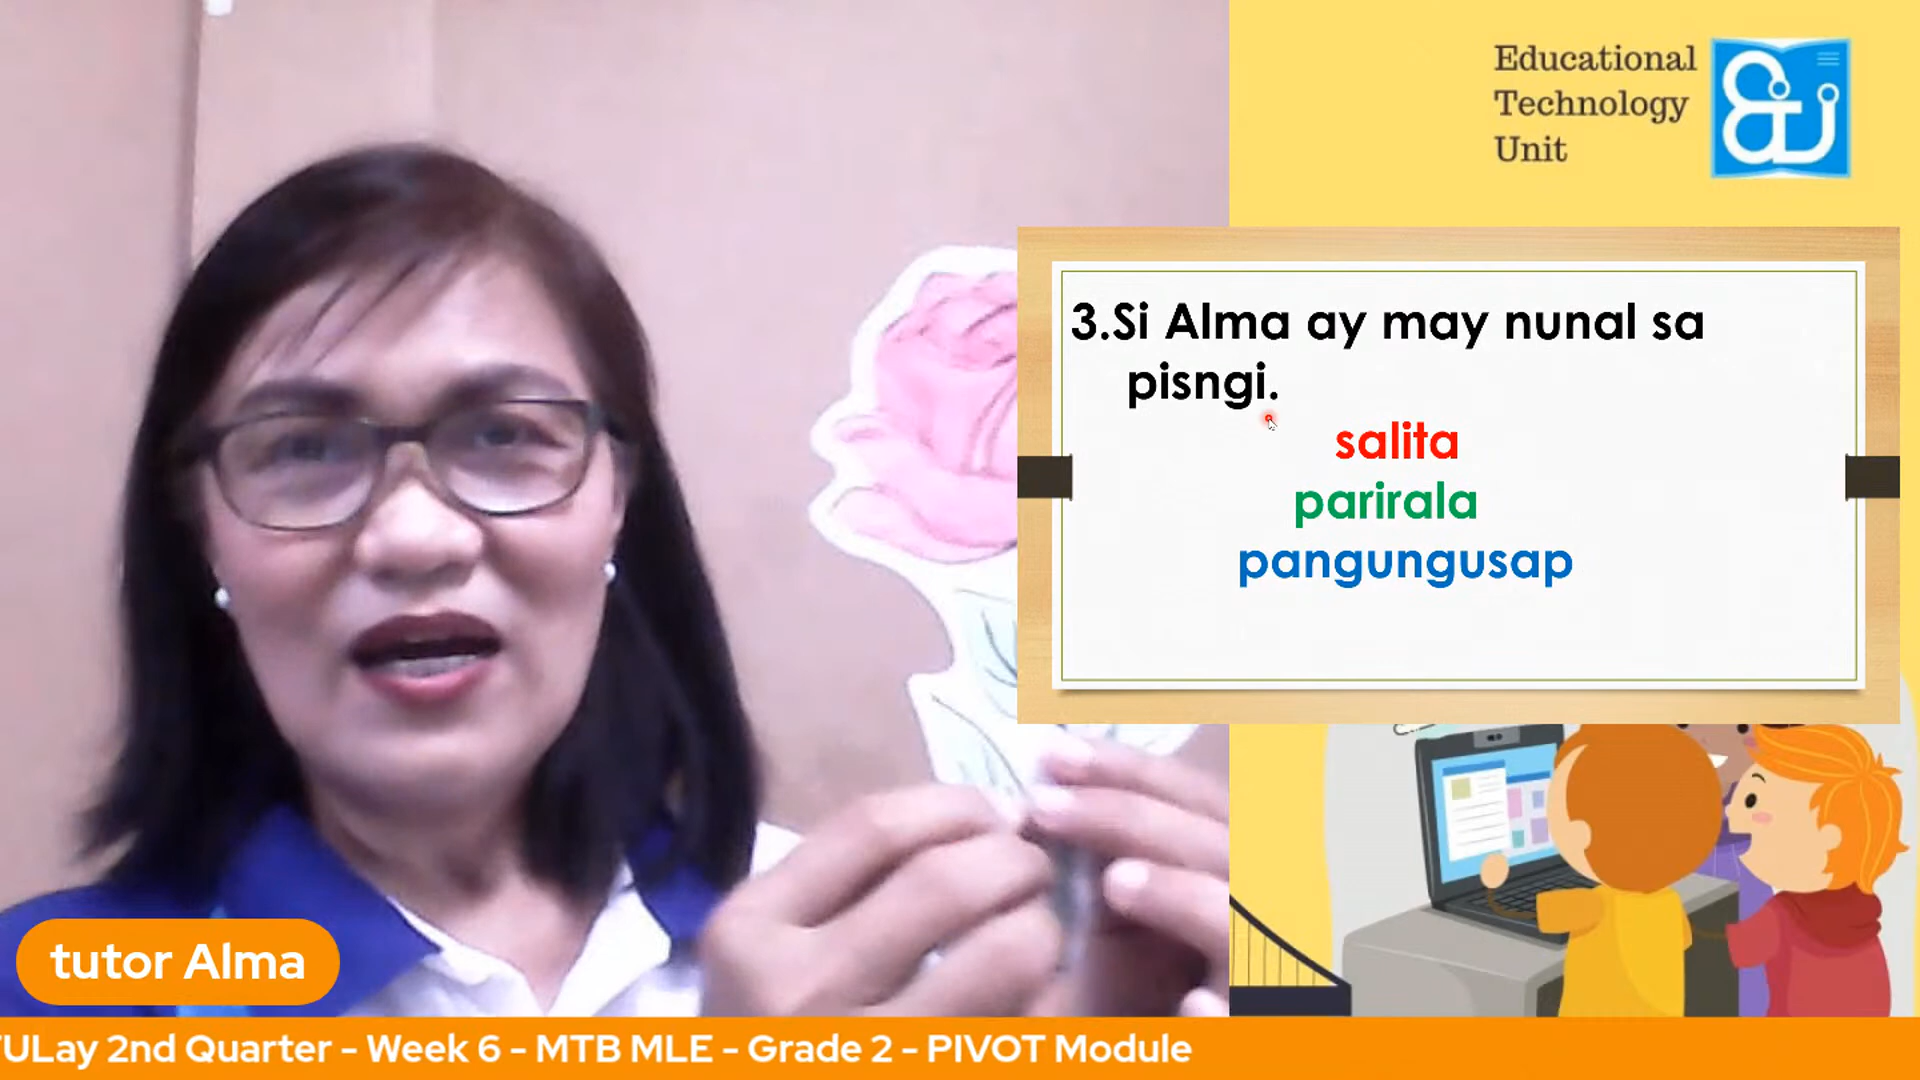 Educational
Technology
Unit
3.Si Alma ay may nunal sa
pisngi.
salita
parirala
pangungusap
tutor Alma
ULay 2nd Quarter - Week 6 - MTB MLE - Grade 2 - PIVOT Module